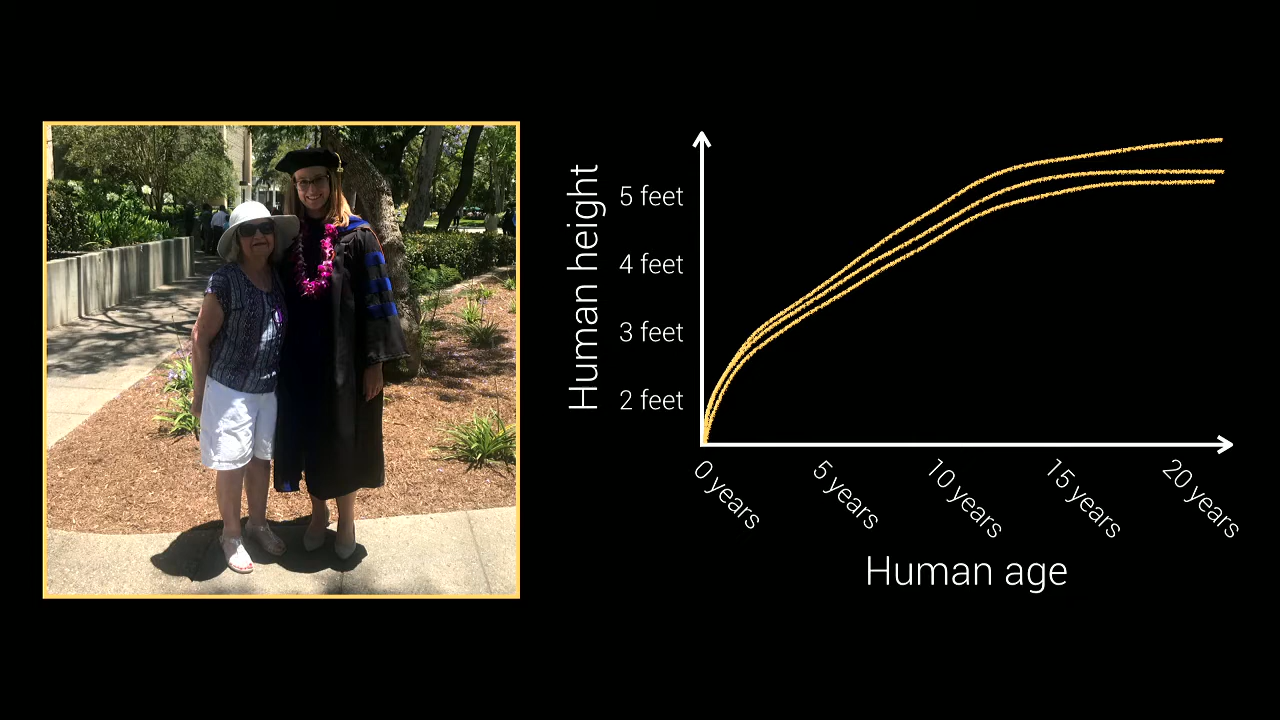 Human height
5 feet
4 feet
3 feet
2 feet
0 years
5 years
10 years
15 years
20 years
Human age